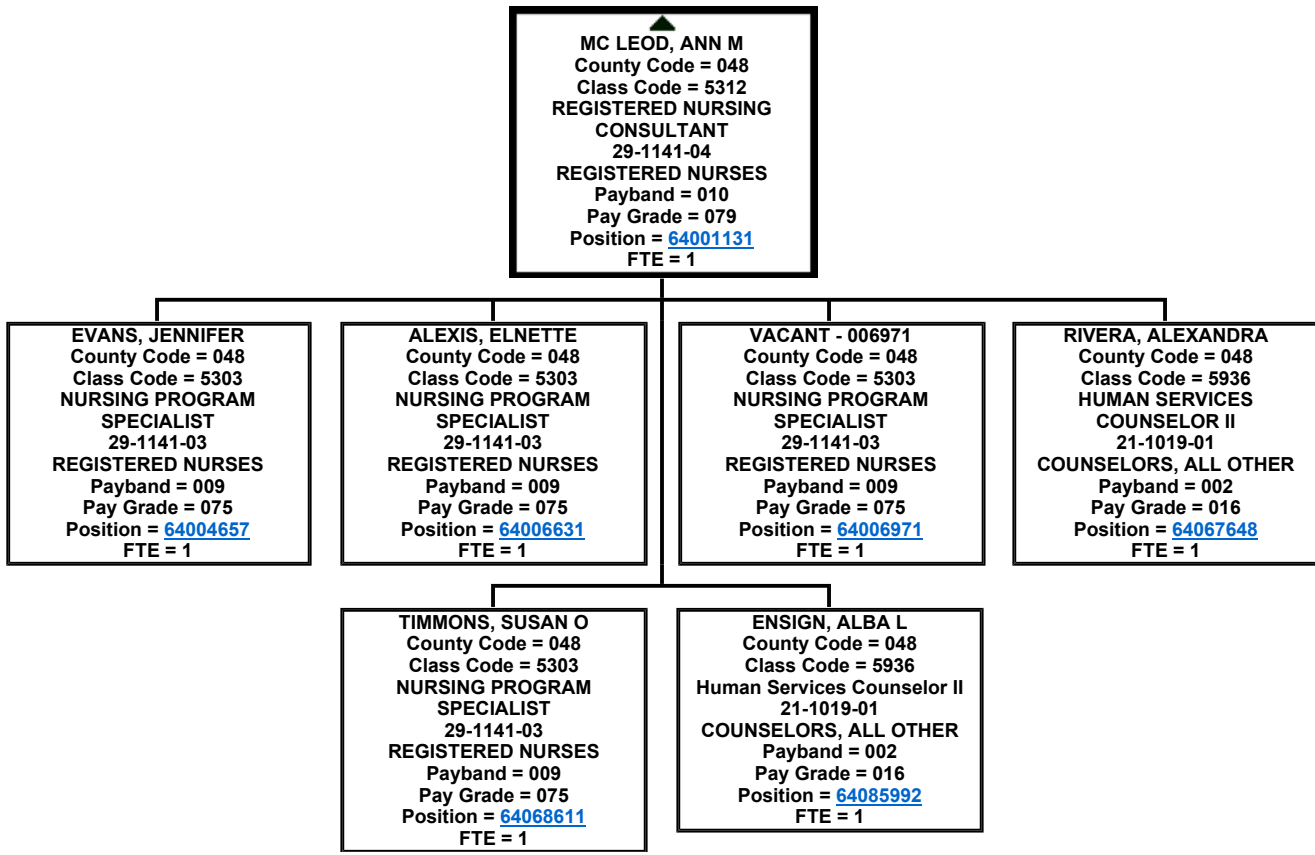 MC LEOD, ANN M
County Code = 048
Class Code = 5312
REGISTERED NURSING
CONSULTANT
29-1141-04
REGISTERED NURSES
Payband = 010
Pay Grade = 079
Position = 64001131
FTE = 1
EVANS, JENNIFER
County Code = 048
Class Code = 5303
NURSING PROGRAM
SPECIALIST
29-1141-03
REGISTERED NURSES
Payband = 009
Pay Grade = 075
Position = 64004657
FTE = 1
ALEXIS, ELNETTE
County Code = 048
Class Code = 5303
NURSING PROGRAM
SPECIALIST
29-1141-03
REGISTERED NURSES
Payband = 009
Pay Grade = 075
Position = 64006631
FTE = 1
VACANT - 006971
County Code = 048
Class Code = 5303
NURSING PROGRAM
SPECIALIST
29-1141-03
REGISTERED NURSES
Payband = 009
Pay Grade = 075
Position = 64006971
FTE = 1
RIVERA, ALEXANDRA
County Code = 048
Class Code = 5936
HUMAN SERVICES
COUNSELOR II
21-1019-01
COUNSELORS, ALL OTHER
Payband = 002
Pay Grade = 016
Position = 64067648
FTE = 1
TIMMONS, SUSAN O
County Code = 048
Class Code = 5303
NURSING PROGRAM
SPECIALIST
29-1141-03
REGISTERED NURSES
Payband = 009
Pay Grade = 075
Position = 64068611
FTE = 1
ENSIGN, ALBA L
County Code = 048
Class Code = 5936
Human Services Counselor II
21-1019-01
COUNSELORS, ALL OTHER
Payband = 002
Pay Grade = 016
Position = 64085992
FTE = 1